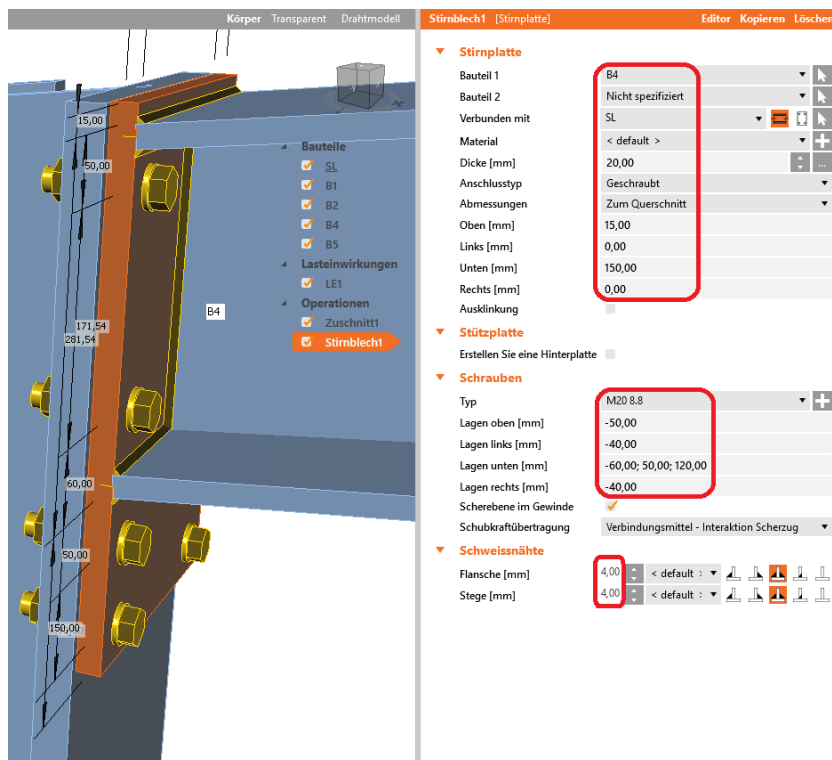 Körper Transparent Drahtmodell
15,00
50,00
171,54
281,54
60,00
50,00
150,00
B4
Bauteile
SL
B1
B2
B4
B5
Lasteinwirkungen
LE1
Operationen
Zuschnitt1
Stirnblech1
Stirnblech1 [Stirnplatte] Editor Kopieren Löschen
Stirnplatte
Bauteil 1 B4
Bauteil 2 Nicht spezifiziert
Verbunden mit SL
Material < default >
Dicke [mm] 20,00 ...
Anschlusstyp Geschraubt
Abmessungen Zum Querschnitt
Oben [mm] 15,00
Links [mm] 0,00
Unten [mm] 150,00
Rechts [mm] 0,00
Ausklinkung
Stützplatte
Erstellen Sie eine Hinterplatte
Schrauben
Typ M20 8.8
Lagen oben [mm] -50,00
Lagen links [mm] -40,00
Lagen unten [mm] -60,00; 50,00; 120,00
Lagen rechts [mm] -40,00
Scherebene im Gewinde
Schubkraftübertragung Verbindungsmittel - Interaktion Scherzug
Schweissnähte
Flansche [mm] 4,00 < default :
Stege [mm] 4,00 < default :